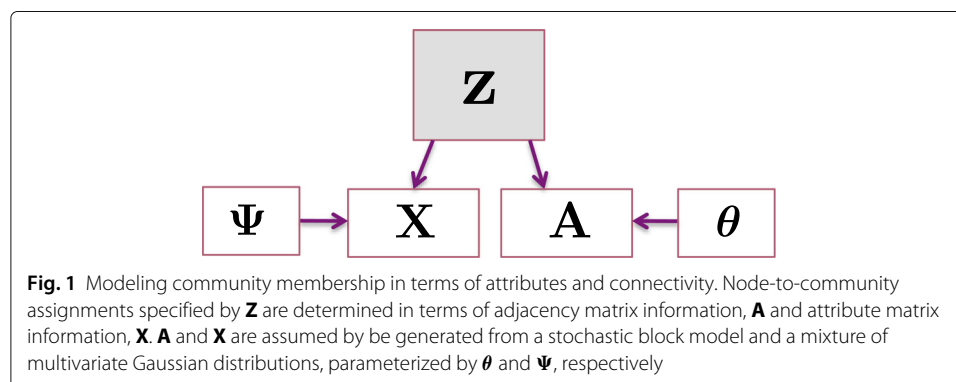 Z
Ψ X A θ
Fig. 1 Modeling community membership in terms of attributes and connectivity. Node-to-community
assignments specified by Z are determined in terms of adjacency matrix information, A and attribute matrix
information, X. A and X are assumed by be generated from a stochastic block model and a mixture of
multivariate Gaussian distributions, parameterized by θ and Ψ, respectively